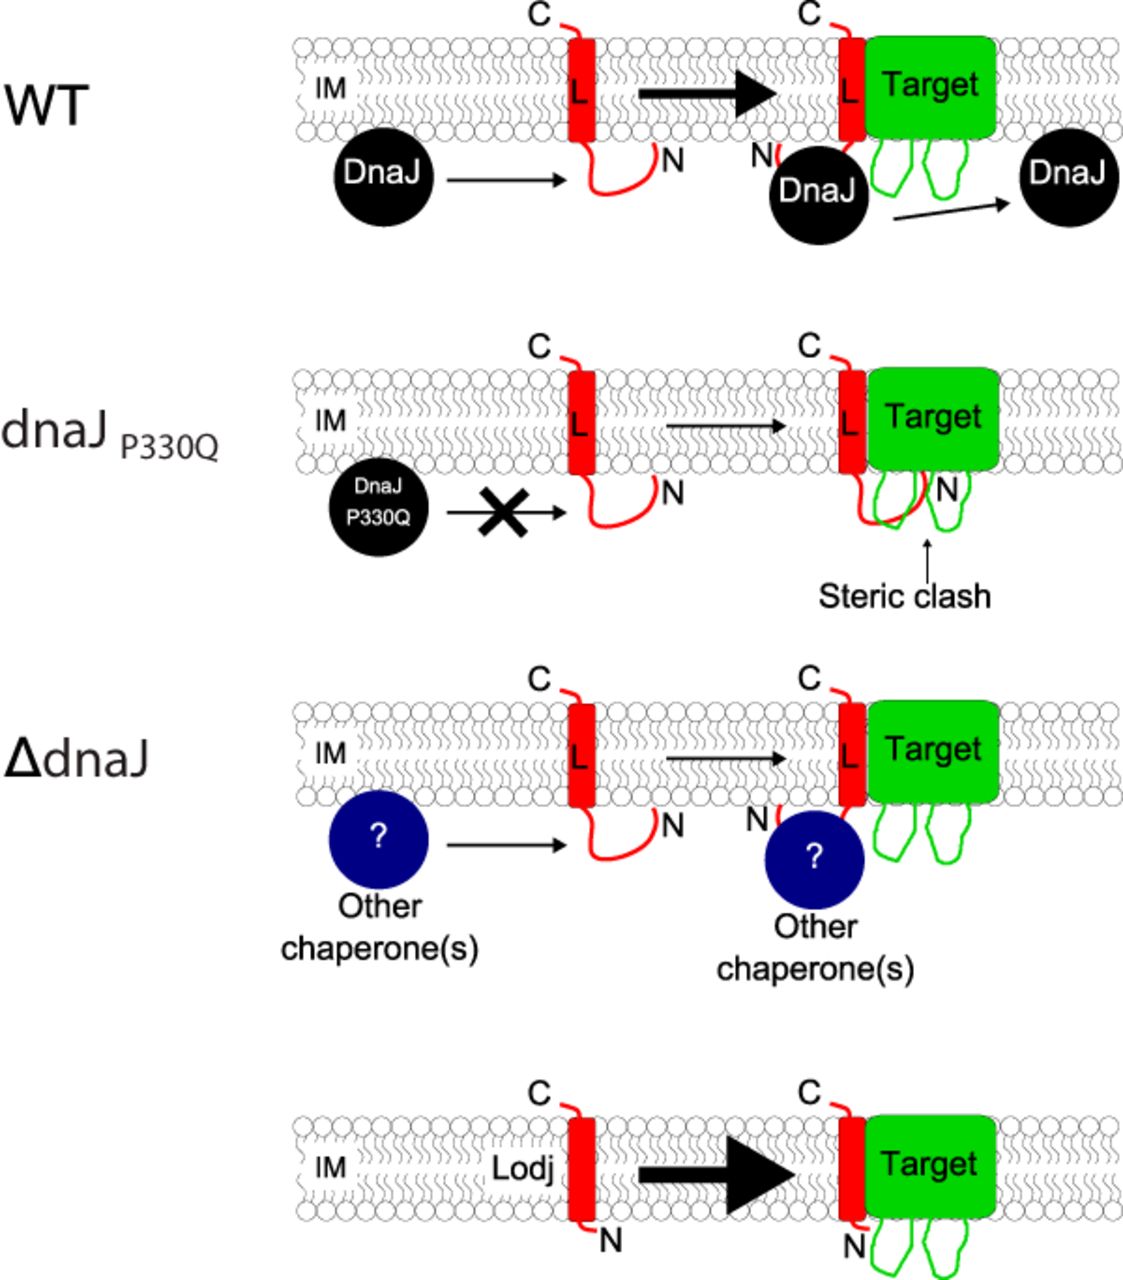 C
C
IM
L
L
Target
WT
DnaJ
N
N
DnaJ
DnaJ
C
C
IM
L
L
Target
dnaJ P330Q
DnaJ
P330Q
N
N
Steric clash
C
C
IM
L
L
Target
ΔdnaJ
?
N
N
?
Other
chaperone(s)
Other
chaperone(s)
C
C
IM
Lodj
Target
N
N